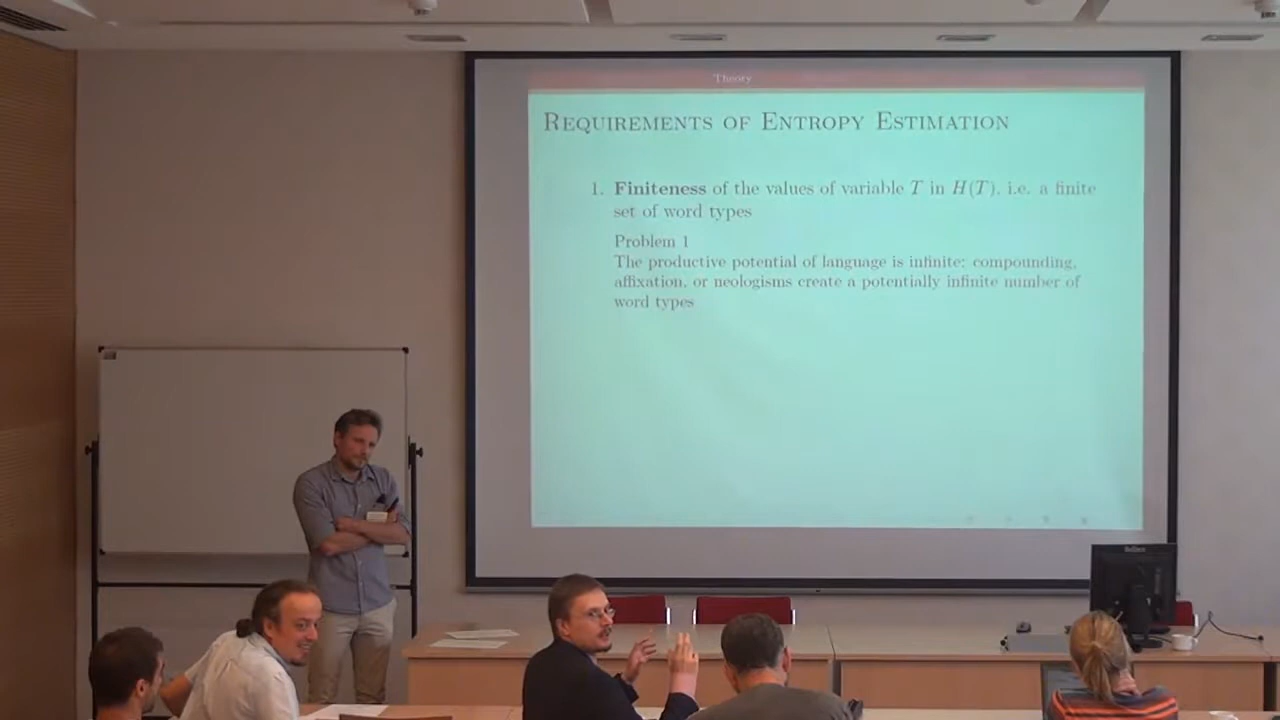 Theory
REQUIREMENTS OF ENTROPY ESTIMATION
1. Finiteness of the values of variable T in H(T), i.e. a finite
set of word types
Problem 1
The productive potential of language is infinite: compounding,
affixation, or neologisms create a potentially infinite number of
word types